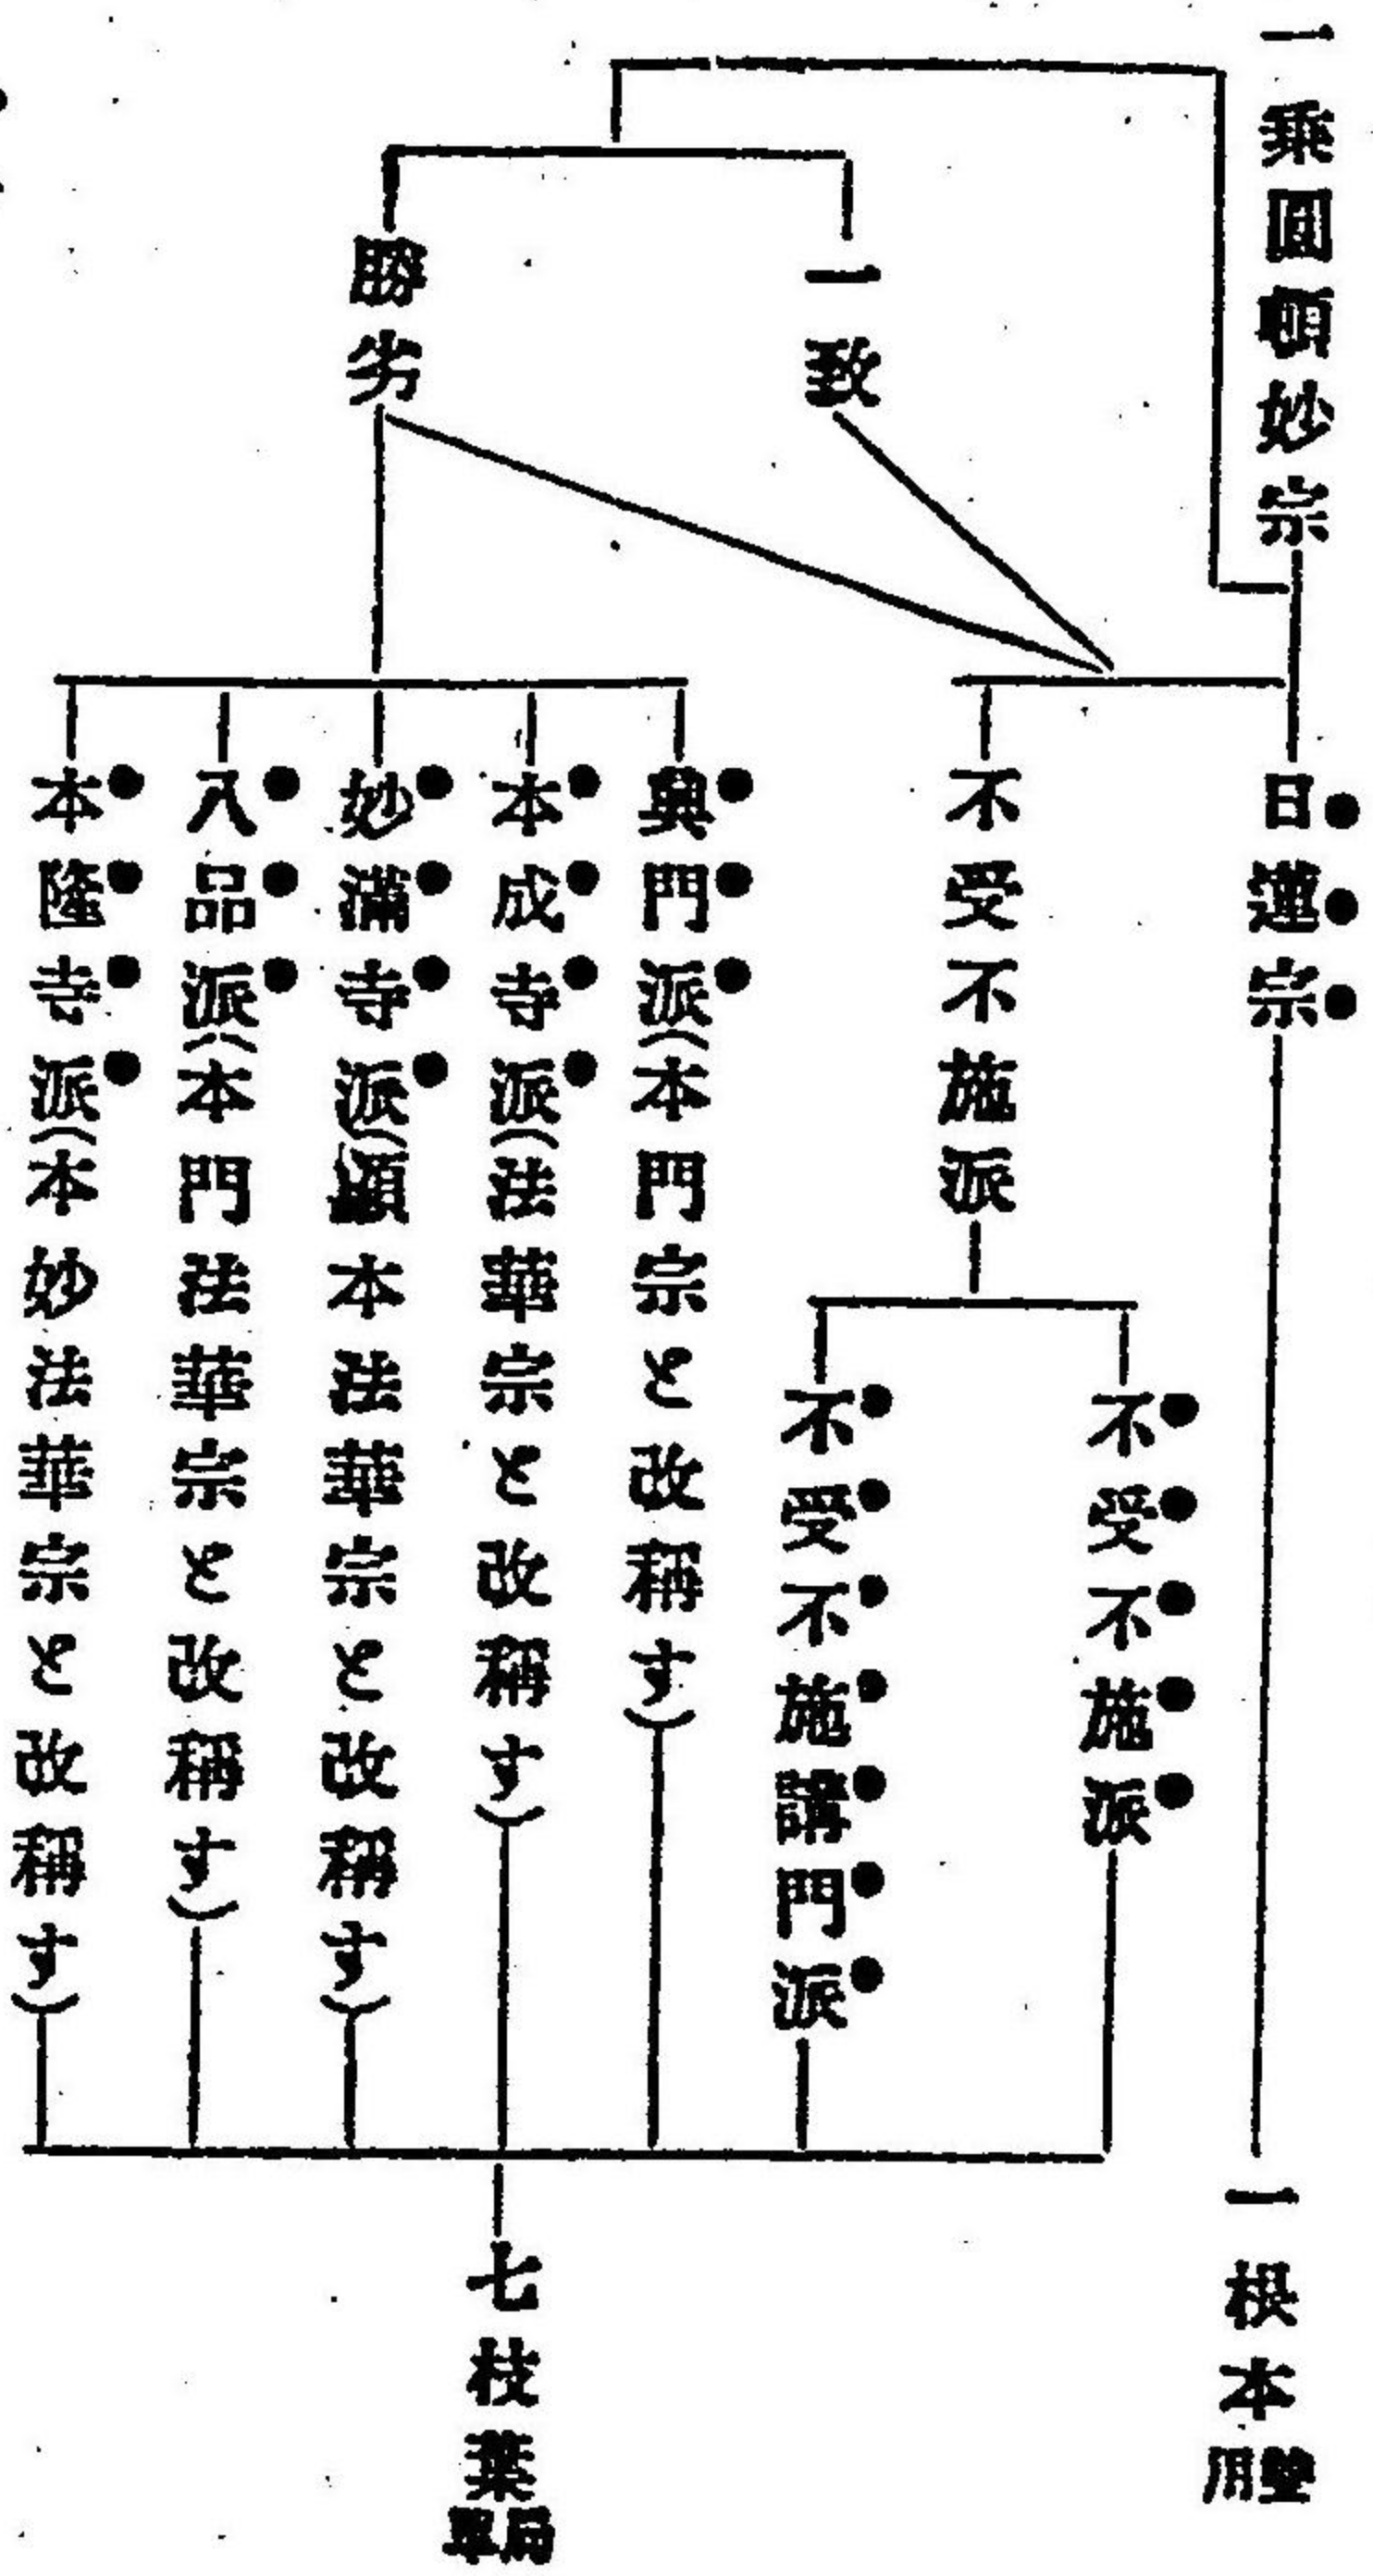 一乘圓頓妙宗
一致
勝劣
日蓮宗
不受不施派
不受不施派
不受不施講門派
興門派(本門宗と改稱す)
本成寺派(法華宗と改稱す)
妙滿寺派(顯本法華宗と改稱す)
八品派(本門法華宗と改稱す)
本隆寺派(本妙法華宗と改稱す)
一根本
七枝葉